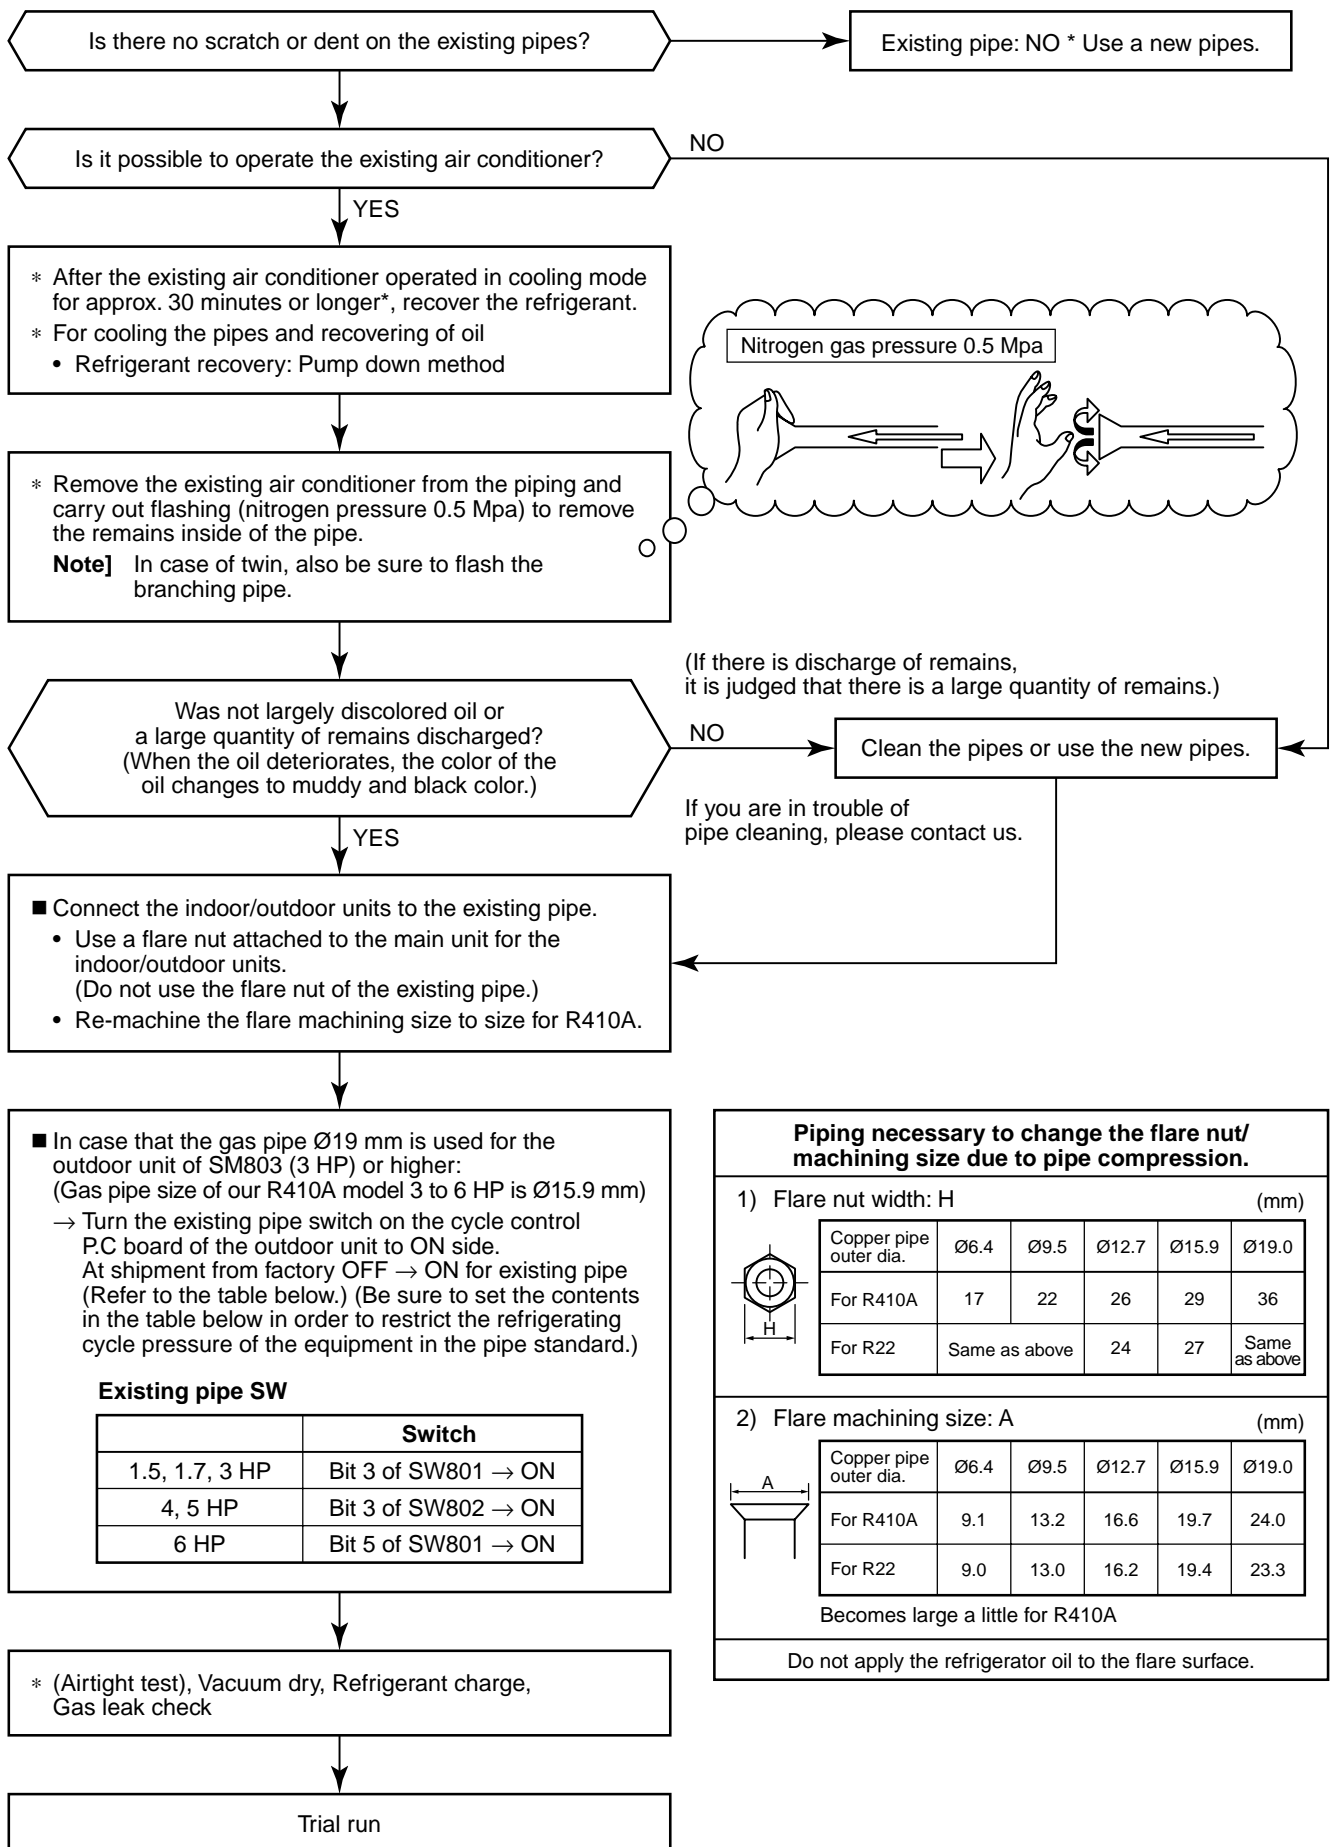 Is there no scratch or dent on the existing pipes?
Existing pipe: NO * Use a new pipes.
Is it possible to operate the existing air conditioner?
NO
YES
* After the existing air conditioner operated in cooling mode
for approx. 30 minutes or longer*, recover the refrigerant.
* For cooling the pipes and recovering of oil
• Refrigerant recovery: Pump down method
Nitrogen gas pressure 0.5 Mpa
* Remove the existing air conditioner from the piping and
carry out flashing (nitrogen pressure 0.5 Mpa) to remove
the remains inside of the pipe.
Note] In case of twin, also be sure to flash the
branching pipe.
(If there is discharge of remains,
it is judged that there is a large quantity of remains.)
Was not largely discolored oil or
a large quantity of remains discharged?
(When the oil deteriorates, the color of the
oil changes to muddy and black color.)
NO
Clean the pipes or use the new pipes.
If you are in trouble of
pipe cleaning, please contact us.
YES
■ Connect the indoor/outdoor units to the existing pipe.
• Use a flare nut attached to the main unit for the
indoor/outdoor units.
(Do not use the flare nut of the existing pipe.)
• Re-machine the flare machining size to size for R410A.
■ In case that the gas pipe Ø19 mm is used for the
outdoor unit of SM803 (3 HP) or higher:
(Gas pipe size of our R410A model 3 to 6 HP is Ø15.9 mm)
→ Turn the existing pipe switch on the cycle control
P.C board of the outdoor unit to ON side.
At shipment from factory OFF → ON for existing pipe
(Refer to the table below.) (Be sure to set the contents
in the table below in order to restrict the refrigerating
cycle pressure of the equipment in the pipe standard.)
Existing pipe SW
Switch
1.5, 1.7, 3 HP Bit 3 of SW801 → ON
4, 5 HP Bit 3 of SW802 → ON
6 HP Bit 5 of SW801 → ON
Piping necessary to change the flare nut/
machining size due to pipe compression.
1) Flare nut width: H (mm)
H
Copper pipe
outer dia. Ø6.4 Ø9.5 Ø12.7 Ø15.9 Ø19.0
For R410A 17 22 26 29 36
For R22 Same as above 24 27 Same
as above
2) Flare machining size: A (mm)
A
Copper pipe
outer dia. Ø6.4 Ø9.5 Ø12.7 Ø15.9 Ø19.0
For R410A 9.1 13.2 16.6 19.7 24.0
For R22 9.0 13.0 16.2 19.4 23.3
Becomes large a little for R410A
Do not apply the refrigerator oil to the flare surface.
* (Airtight test), Vacuum dry, Refrigerant charge,
Gas leak check
Trial run